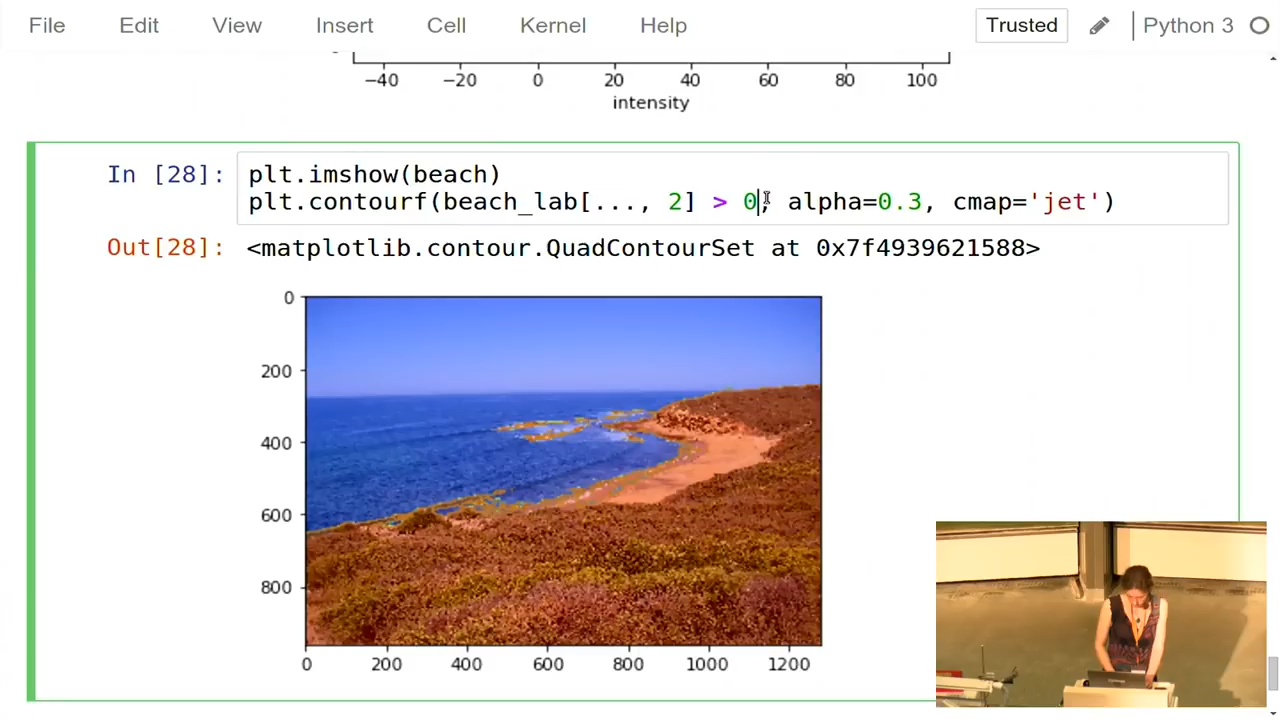 File Edit View Insert Cell Kernel Help Trusted Python 3
−40 −20 0 20 40 60 80 100
intensity
In [28]: plt.imshow(beach)
plt.contourf(beach_lab[..., 2] > 0, alpha=0.3, cmap='jet')
Out[28]: <matplotlib.contour.QuadContourSet at 0x7f4939621588>
0
200
400
600
800
0 200 400 600 800 1000 1200